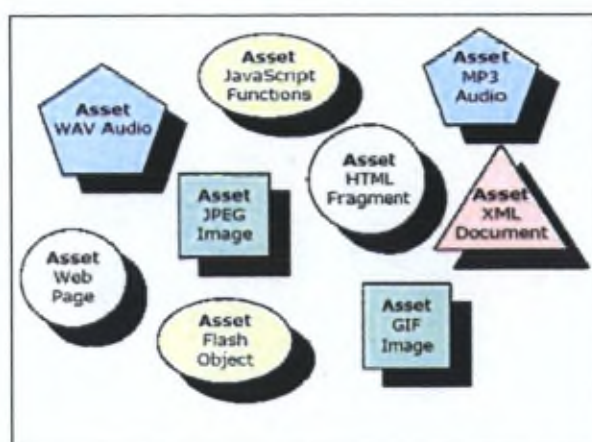 Asset
JavaScript
Functions
Asset
MP3
Audio
Asset
WAV Audio
Asset
HTML
Fragment
Asset
JPEG
Image
Asset
XML
Document
Asset
Web
Page
Asset
Flash
Object
Asset
GIF
Image